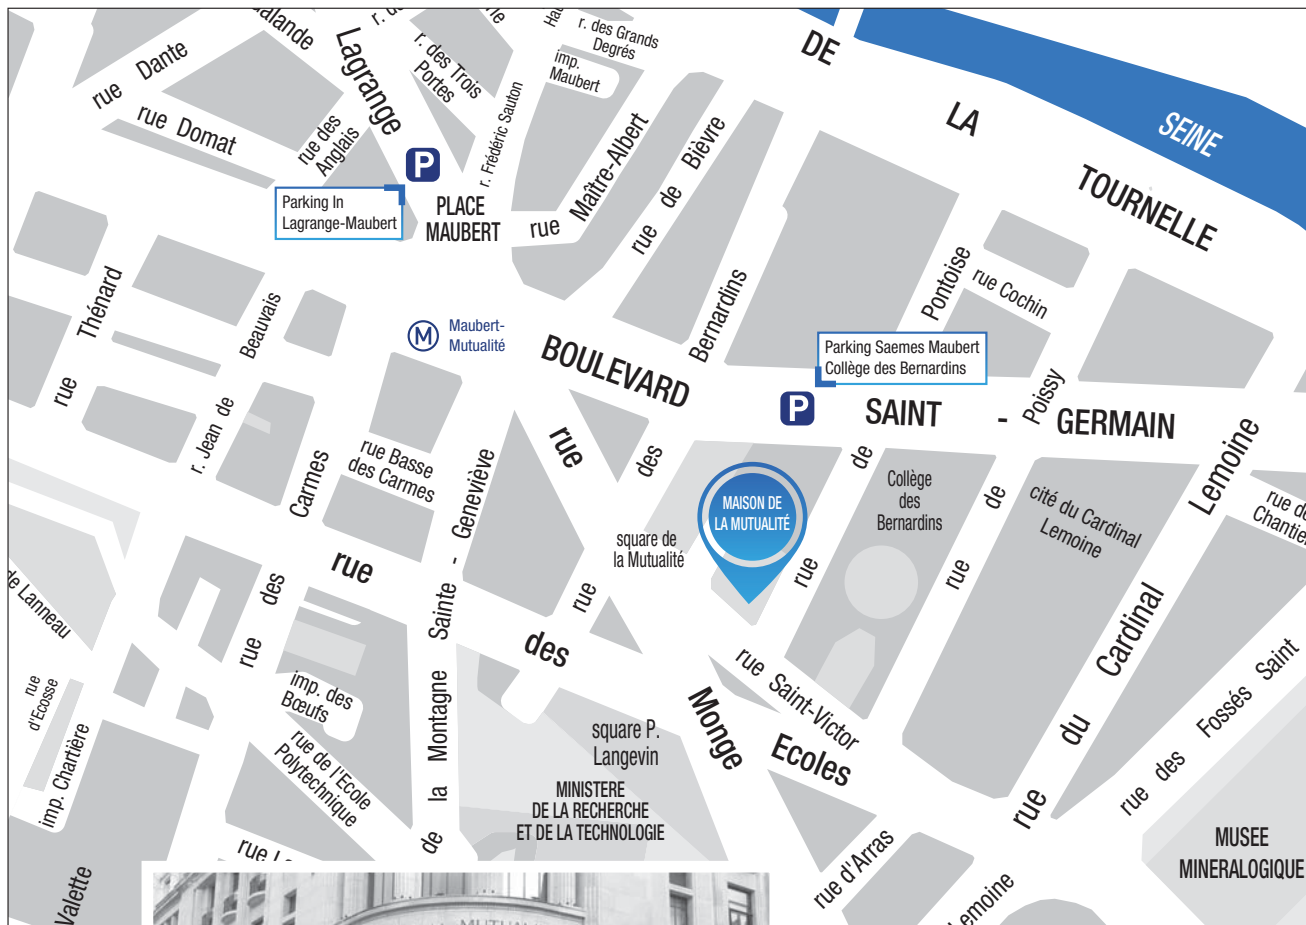 Lagrange
rue Dante
rue Domat
rue des
Anglais
r. des Trois
Portes
r. Frédéric Sauton
r. des Grands
Degrés
imp.
Maubert
rue Maître-Albert
rue de Bièvre
DE LA TOURNELLE
SEINE
P
Parking In
Lagrange-Maubert
PLACE
MAUBERT
M
Maubert-
Mutualité
BOULEVARD SAINT - GERMAIN
rue des Bernardins
rue de Pontoise
rue Cochin
rue de Poissy
Parking Saemes Maubert
Collège des Bernardins
P
rue Thénard
r. Jean de Beauvais
rue des Carmes
rue Basse
des Carmes
rue de la Montagne Sainte - Geneviève
rue Monge
square de
la Mutualité
MAISON DE
LA MUTUALITÉ
Collège
des
Bernardins
cité du Cardinal
Lemoine
rue du Cardinal Lemoine
rue des Ecoles
rue Saint-Victor
rue des Fossés Saint
de Lanneau
rue
d'Ecosse
imp. Chartière
imp. des
Bœufs
rue de l'Ecole
Polytechnique
square P.
Langevin
MINISTERE
DE LA RECHERCHE
ET DE LA TECHNOLOGIE
rue d'Arras
Lemoine
MUSEE
MINERALOGIQUE
Valette